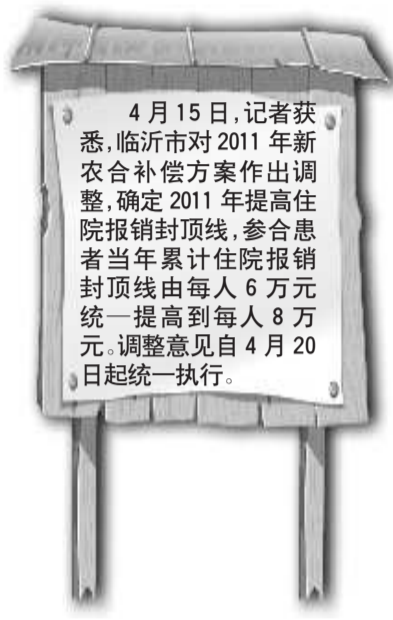 4月15日,记者获
悉,临沂市对2011年新
农合补偿方案作出调
整,确定2011年提高住
院报销封顶线,参合患
者当年累计住院报销
封顶线由每人6万元
统一提高到每人8万
元。调整意见自4月20
日起统一执行。